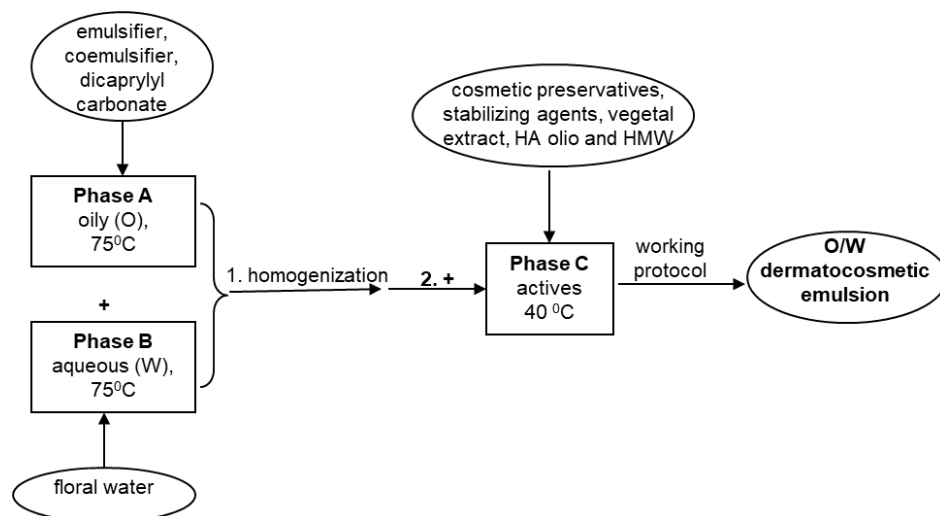 emulsifier,
coemulsifier,
dicaprylyl
carbonate
cosmetic preservatives,
stabilizing agents, vegetal
extract, HA olio and HMW
Phase A
oily (O),
75⁰C
+
Phase B
aqueous (W),
75⁰C
floral water
1. homogenization
2. +
Phase C
actives
40 ⁰C
working
protocol
O/W
dermatocosmetic
emulsion